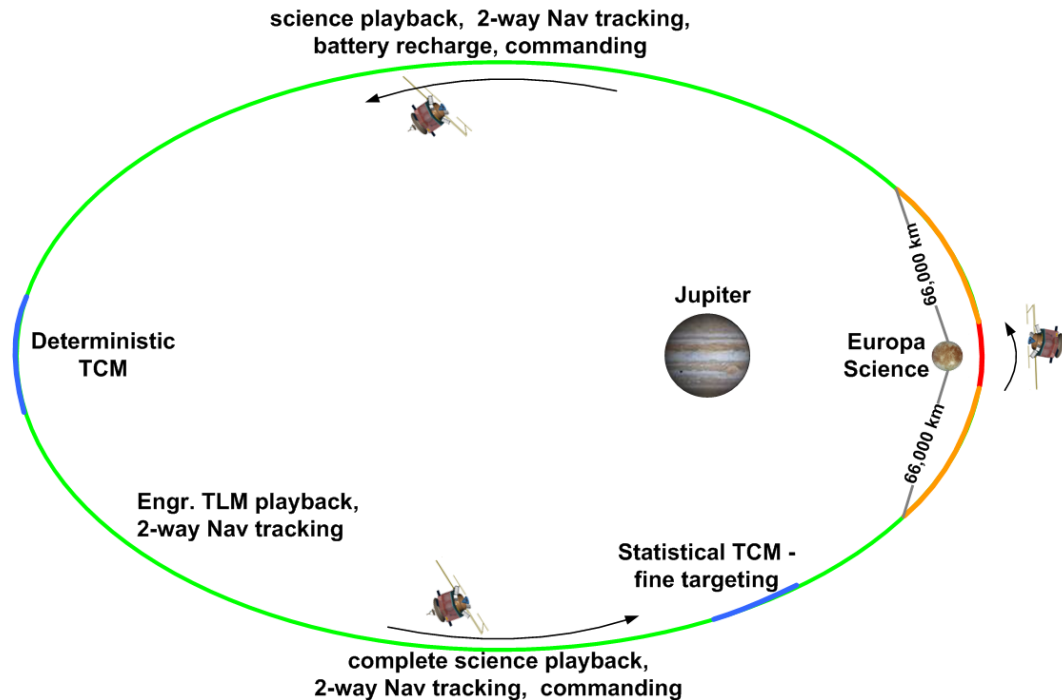 science playback, 2-way Nav tracking,
battery recharge, commanding
66,000 km
Jupiter
Europa
Science
Deterministic
TCM
66,000 km
Engr. TLM playback,
2-way Nav tracking
Statistical TCM -
fine targeting
complete science playback,
2-way Nav tracking, commanding